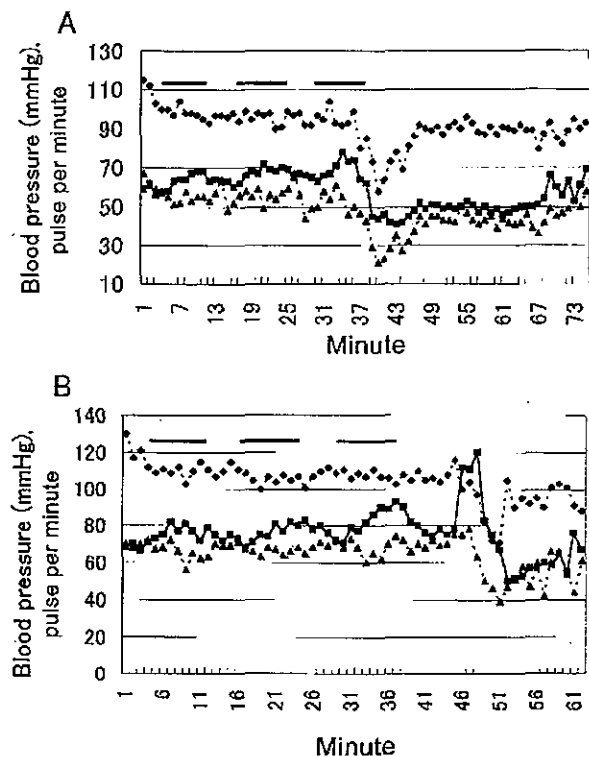 A
Blood pressure (mmHg),
pulse per minute
130
110
90
70
50
30
10
1 7 13 19 25 31 37 43 49 55 61 67 73
Minute
B
Blood pressure (mmHg),
pulse per minute
140
120
100
80
60
40
20
0
1 6 11 16 21 26 31 36 41 46 51 56 61
Minute